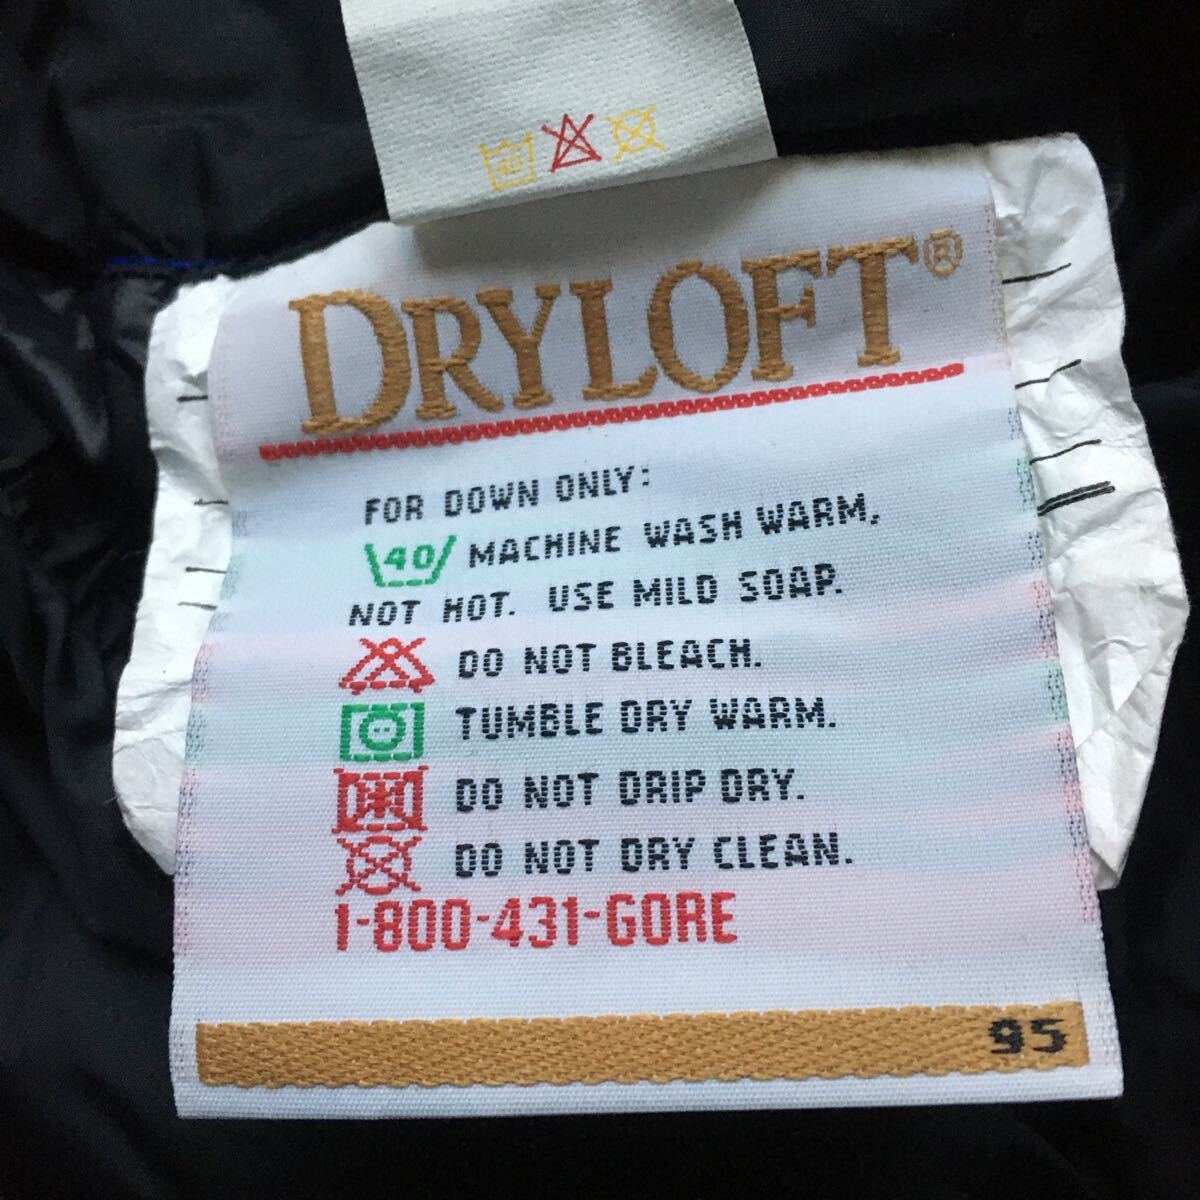 40
DRYLOFT®
FOR DOWN ONLY:
40 MACHINE WASH WARM,
NOT HOT. USE MILD SOAP.
DO NOT BLEACH.
TUMBLE DRY WARM.
DO NOT DRIP DRY.
DO NOT DRY CLEAN.
1-800-431-GORE
95